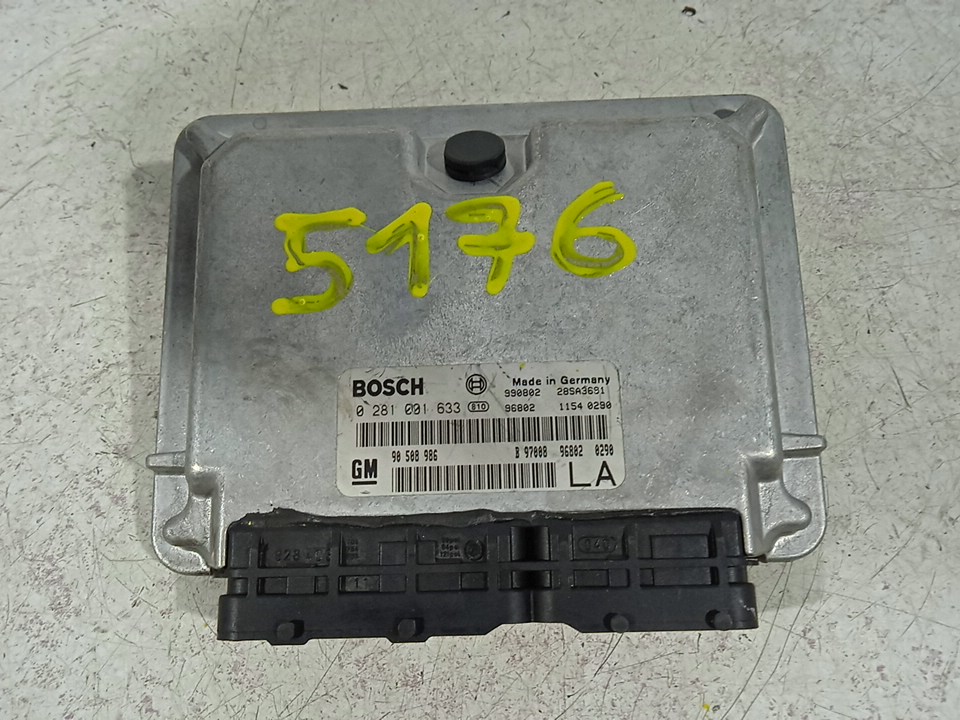 5176
BOSCH Made in Germany
990802 28SA3691
0 281 001 633 B10 96802 1154 0290
GM 90 508 986 B 97008 96802 0290
LA